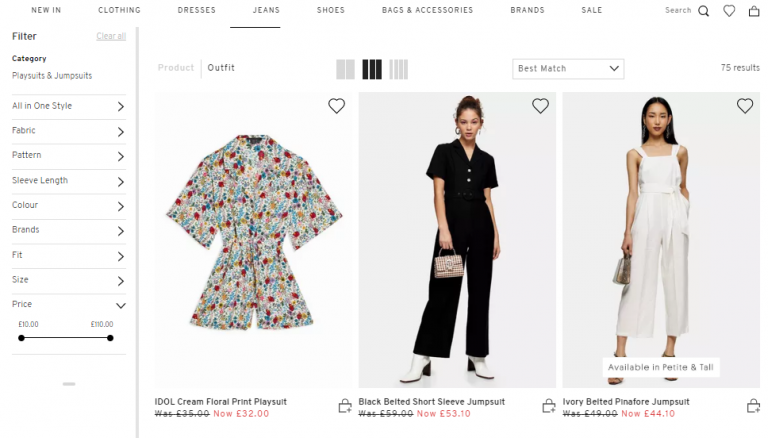 NEW IN CLOTHING DRESSES JEANS SHOES BAGS & ACCESSORIES BRANDS SALE Search
Filter Clear all
Category
Playsuits & Jumpsuits
All in One Style
Fabric
Pattern
Sleeve Length
Colour
Brands
Fit
Size
Price
£10.00 £110.00
Product Outfit Best Match 75 results
Available in Petite & Tall
IDOL Cream Floral Print Playsuit
Was £35.00 Now £32.00
Black Belted Short Sleeve Jumpsuit
Was £59.00 Now £53.10
Ivory Belted Pinafore Jumpsuit
Was £49.00 Now £44.10